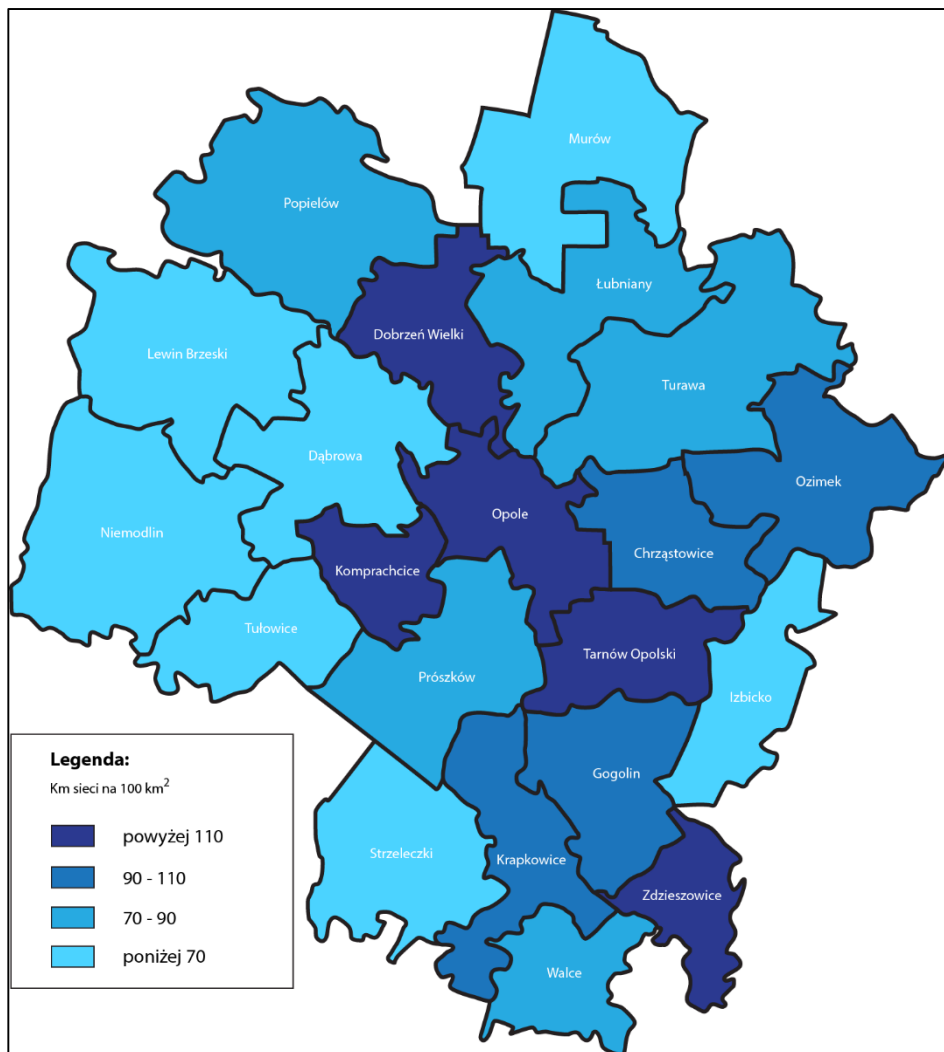 Murów
Popielów
Łubniany
Dobrzeń Wielki
Lewin Brzeski
Turawa
Dąbrowa
Ozimek
Opole
Niemodlin
Chrząstowice
Komprachcice
Tułowice
Tarnów Opolski
Prószków
Izbicko
Gogolin
Strzeleczki
Krapkowice
Zdzieszowice
Walce
Legenda:
Km sieci na 100 km²
powyżej 110
90 - 110
70 - 90
poniżej 70